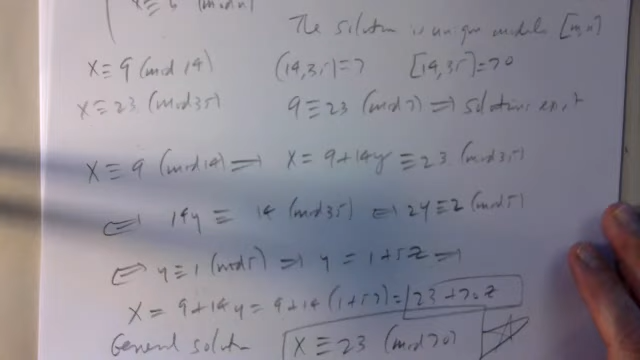 x ≡ b (mod n)
The solution is unique modulo [m,n]
x ≡ 9 (mod 14) (14,35)=7 [14,35]=70
x ≡ 23 (mod 35) 9 ≡ 23 (mod 7) ⟹ solutions exist
x ≡ 9 (mod 14) ⟹ x = 9+14y ≡ 23 (mod 35)
⟺ 14y ≡ 14 (mod 35) ⟺ 2y ≡ 2 (mod 5)
⟺ y ≡ 1 (mod 5) ⟹ y = 1+5z ⟹
x = 9+14y = 9+14(1+5z) = 23+70z
General solution x ≡ 23 (mod 70)